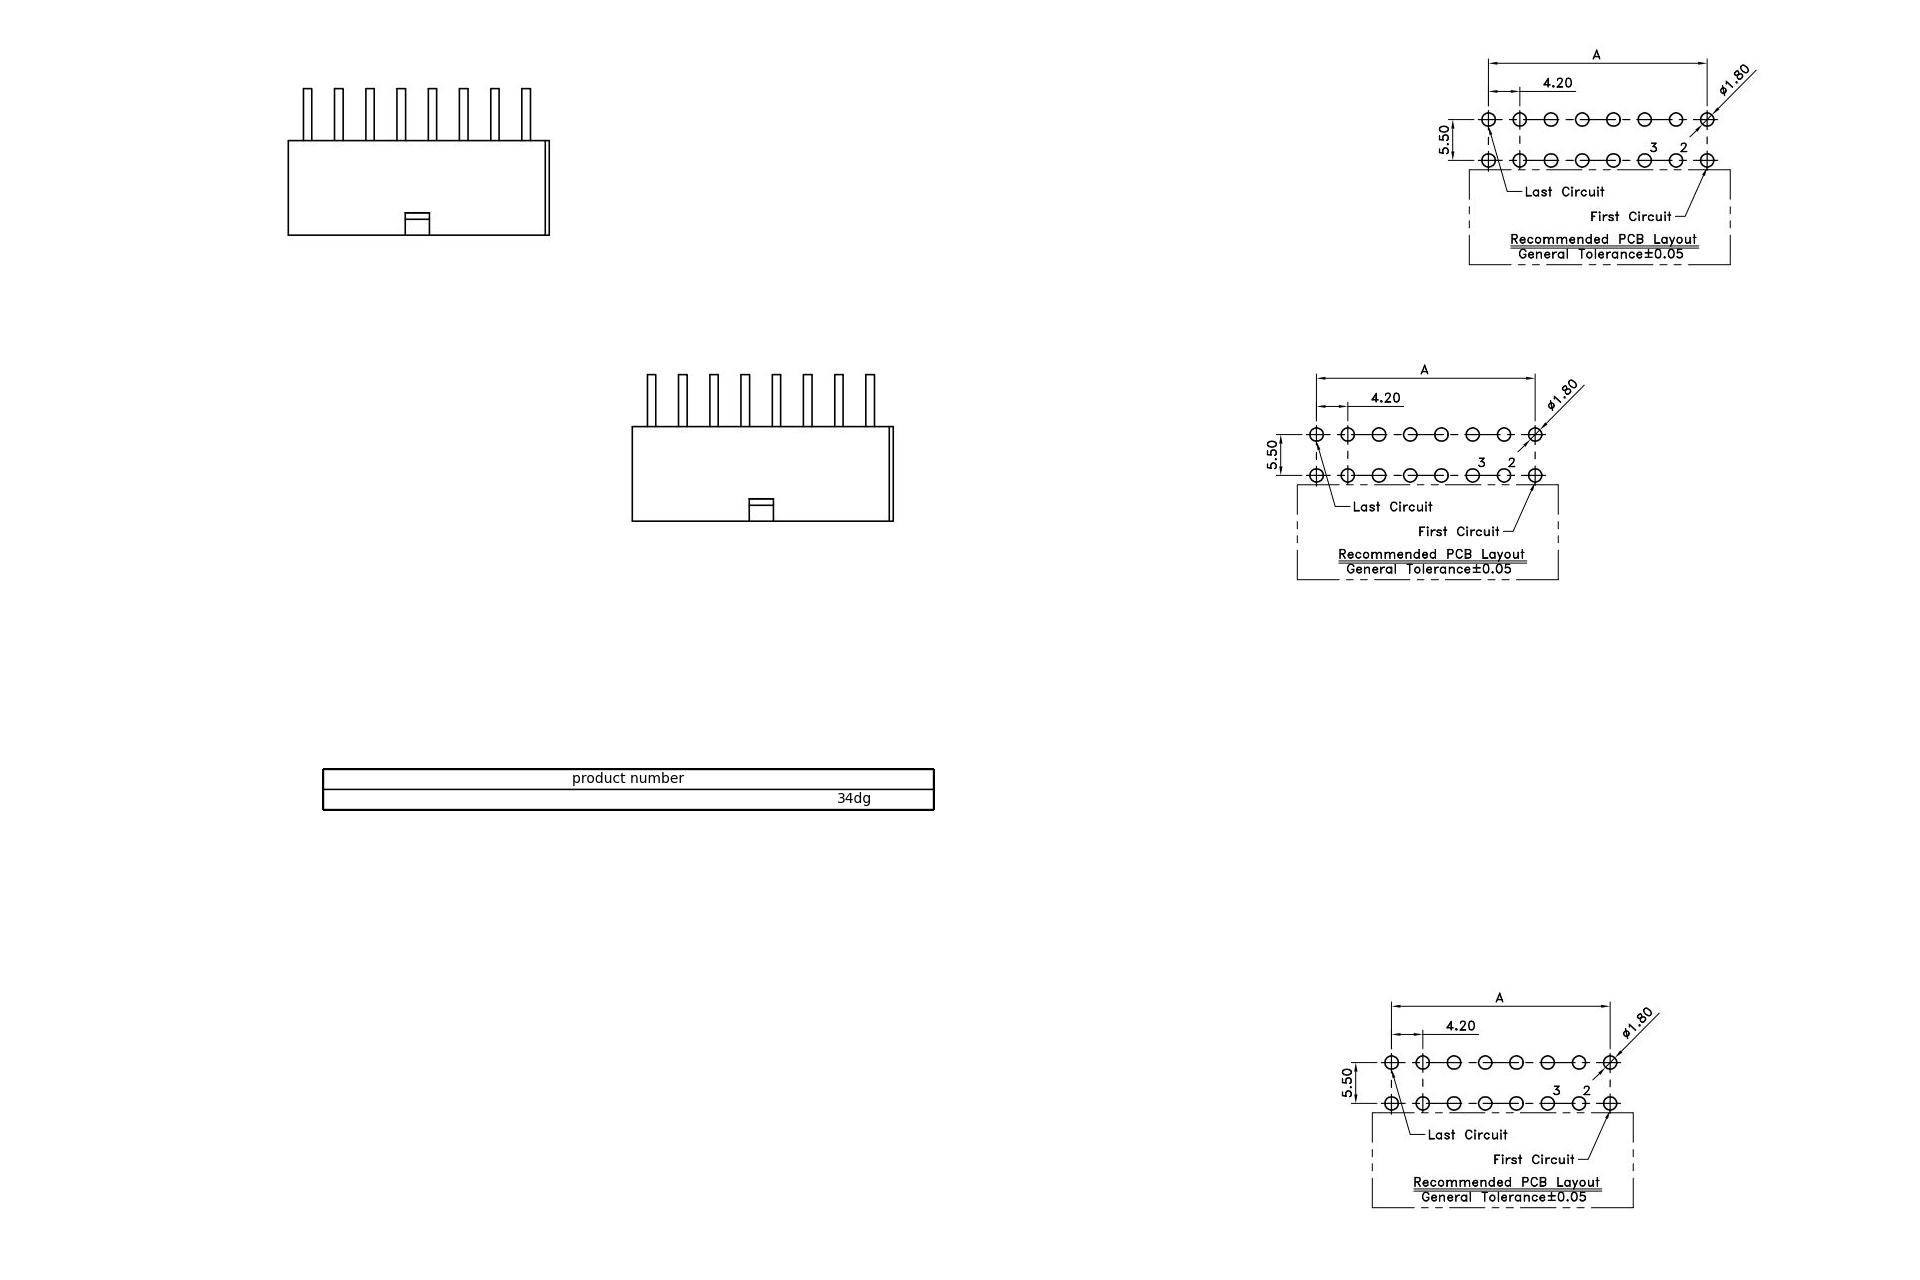 A
4.20
ø1.80
5.50
3 2
Last Circuit
First Circuit
Recommended PCB Layout
General Tolerance±0.05
A
4.20
ø1.80
5.50
3 2
Last Circuit
First Circuit
Recommended PCB Layout
General Tolerance±0.05
product number
34dg
A
4.20
ø1.80
5.50
3 2
Last Circuit
First Circuit
Recommended PCB Layout
General Tolerance±0.05